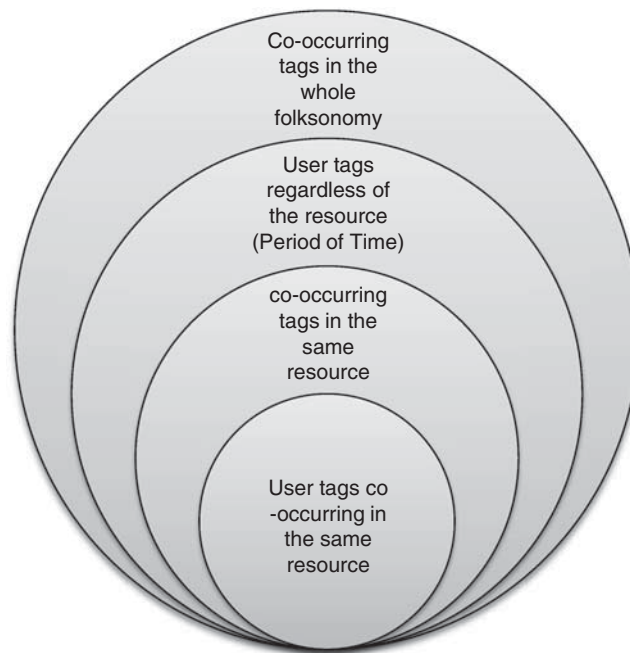 Co-occurring
tags in the
whole
folksonomy
User tags
regardless of
the resource
(Period of Time)
co-occurring
tags in the
same
resource
User tags co
-occurring in
the same
resource